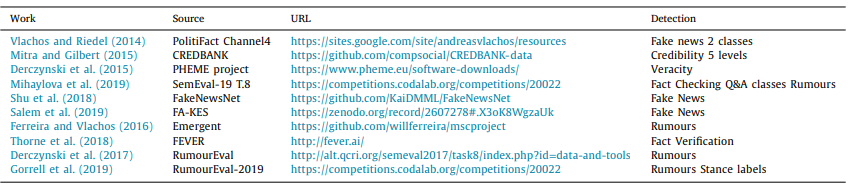 Work Source URL Detection
Vlachos and Riedel (2014) PolitiFact Channel4 https://sites.google.com/site/andreasvlachos/resources Fake news 2 classes
Mitra and Gilbert (2015) CREDBANK https://github.com/compsocial/CREDBANK-data Credibility 5 levels
Derczynski et al. (2015) PHEME project https://www.pheme.eu/software-downloads/ Veracity
Mihaylova et al. (2019) SemEval-19 T.8 https://competitions.codalab.org/competitions/20022 Fact Checking Q&A classes Rumours
Shu et al. (2018) FakeNewsNet https://github.com/KaiDMML/FakeNewsNet Fake News
Salem et al. (2019) FA-KES https://zenodo.org/record/2607278#.X3oK8WgzaUk Fake News
Ferreira and Vlachos (2016) Emergent https://github.com/willferreira/mscproject Rumours
Thorne et al. (2018) FEVER http://fever.ai/ Fact Verification
Derczynski et al. (2017) RumourEval http://alt.qcri.org/semeval2017/task8/index.php?id=data-and-tools Rumours
Gorrell et al. (2019) RumourEval-2019 https://competitions.codalab.org/competitions/20022 Rumours Stance labels